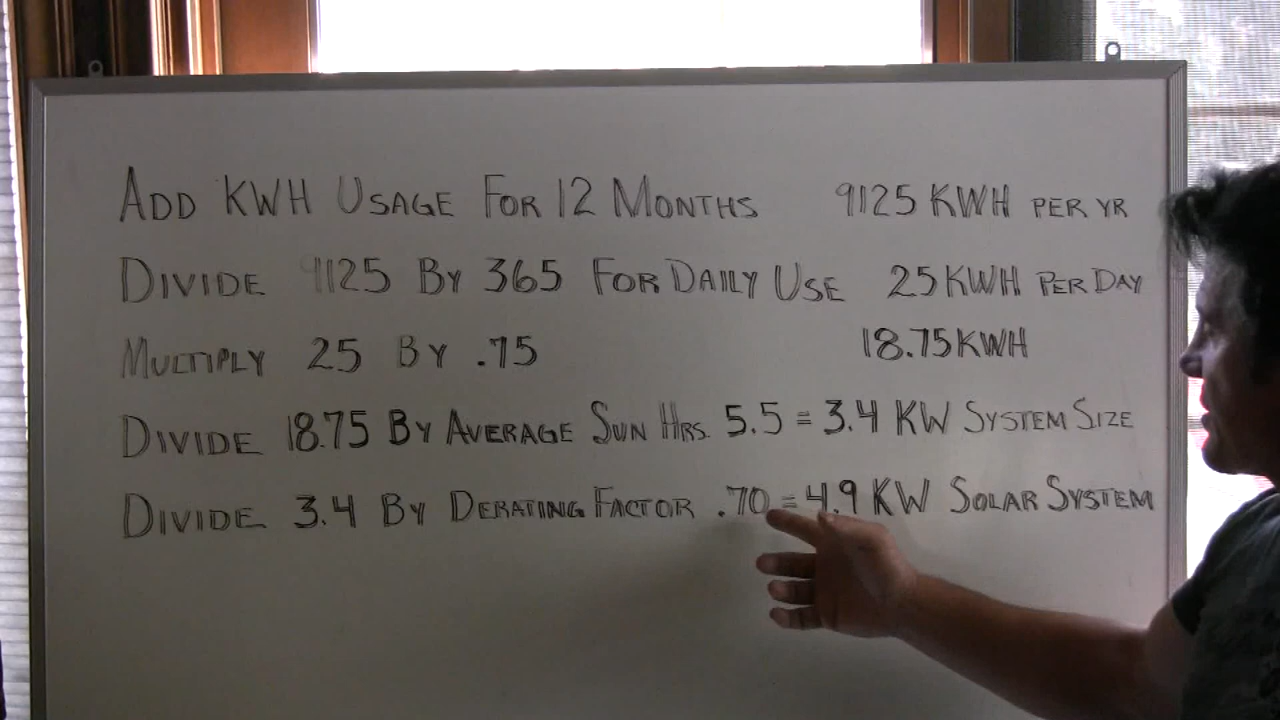 ADD KWH USAGE FOR 12 MONTHS 9125 KWH PER YR
DIVIDE 9125 BY 365 FOR DAILY USE 25 KWH PER DAY
MULTIPLY 25 BY .75 18.75 KWH
DIVIDE 18.75 BY AVERAGE SUN HRS. 5.5 = 3.4 KW SYSTEM SIZE
DIVIDE 3.4 BY DERATING FACTOR .70 = 4.9 KW SOLAR SYSTEM